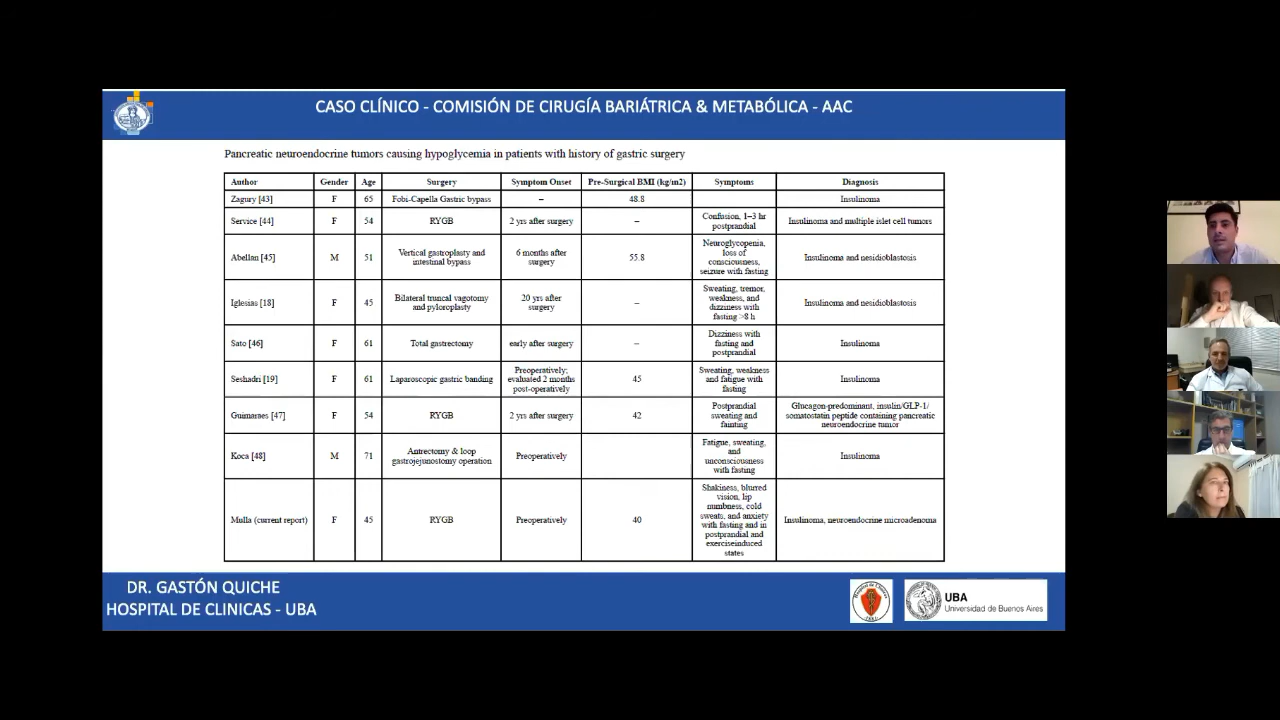 CASO CLÍNICO - COMISIÓN DE CIRUGÍA BARIÁTRICA & METABÓLICA - AAC
Pancreatic neuroendocrine tumors causing hypoglycemia in patients with history of gastric surgery
Author Gender Age Surgery Symptom Onset Pre-Surgical BMI (kg/m2) Symptoms Diagnosis
Zagury [43] F 65 Fobi-Capella Gastric bypass – 48.8 Insulinoma
Service [44] F 54 RYGB 2 yrs after surgery – Confusion, 1–3 hr
postprandial
Insulinoma and multiple islet cell tumors
Abellan [45] M 51 Vertical gastroplasty and
intestinal bypass
6 months after
surgery
55.8
Neuroglycopenia,
loss of
consciousness,
seizure with fasting
Insulinoma and nesidioblastosis
Iglesias [18] F 45 Bilateral truncal vagotomy
and pyloroplasty
20 yrs after
surgery
–
Sweating, tremor,
weakness, and
dizziness with
fasting >8 h
Insulinoma and nesidioblastosis
Sato [46] F 61 Total gastrectomy early after surgery –
Dizziness with
fasting and
postprandial
Insulinoma
Seshadri [19] F 61 Laparoscopic gastric banding
Preoperatively;
evaluated 2 months
post-operatively
45
Sweating, weakness
and fatigue with
fasting
Insulinoma
Guimaraes [47] F 54 RYGB 2 yrs after surgery 42
Postprandial
sweating and
fainting
Glucagon-predominant, insulin/GLP-1/
somatostatin peptide containing pancreatic
neuroendocrine tumor
Koca [48] M 71 Antrectomy & loop
gastrojejunostomy operation
Preoperatively
Fatigue, sweating,
and
unconsciousness
with fasting
Insulinoma
Mulla (current report) F 45 RYGB Preoperatively 40
Shakiness, blurred
vision, lip
numbness, cold
sweats, and anxiety
with fasting and in
postprandial and
exerciseinduced
states
Insulinoma, neuroendocrine microadenoma
DR. GASTÓN QUICHE
HOSPITAL DE CLINICAS - UBA
UBA
Universidad de Buenos Aires